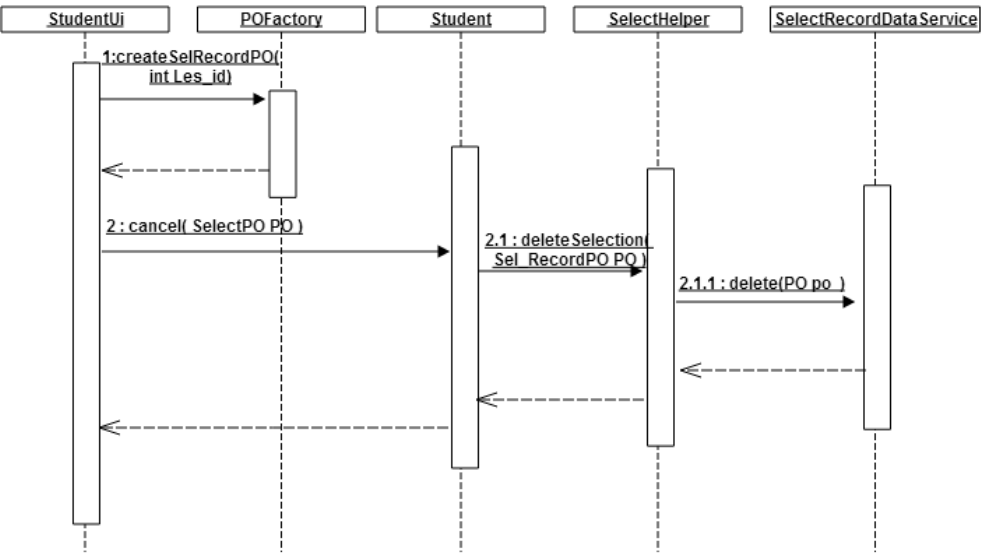 StudentUi
POFactory
Student
SelectHelper
SelectRecordDataService
1:createSelRecordPO(
int Les_id)
2 : cancel( SelectPO PO )
2.1 : deleteSelection(
Sel_RecordPO PO )
2.1.1 : delete(PO po )